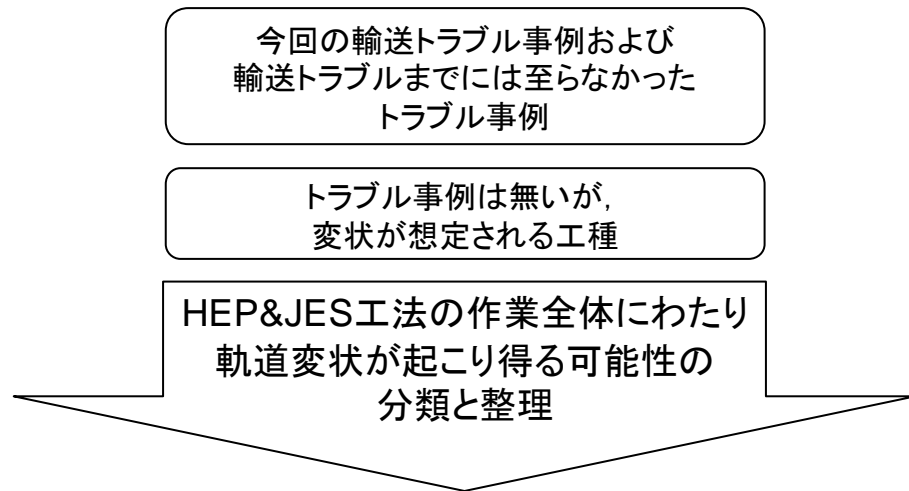 今回の輸送トラブル事例および
輸送トラブルまでには至らなかった
トラブル事例
トラブル事例は無いが,
変状が想定される工種
HEP&JES工法の作業全体にわたり
軌道変状が起こり得る可能性の
分類と整理